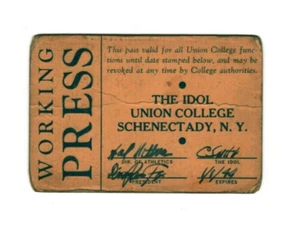 WORKING
PRESS
This pass valid for all Union College func-
tions until date stamped below, and may be
revoked at any time by College authorities.
THE IDOL
UNION COLLEGE
SCHENECTADY, N. Y.
DIR. OF ATHLETICS THE IDOL
PRESIDENT EXPIRES